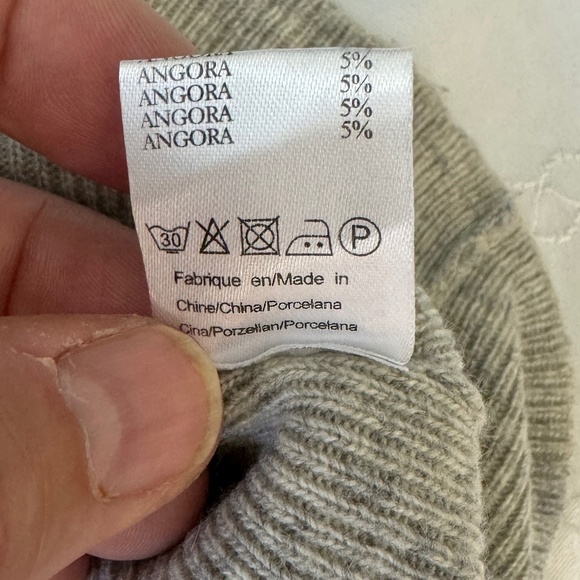 ANGORA 5%
ANGORA 5%
ANGORA 5%
ANGORA 5%
30 P
Fabrique en/Made in
Chine/China/Porcelana
Cina/Porzellan/Porcelana